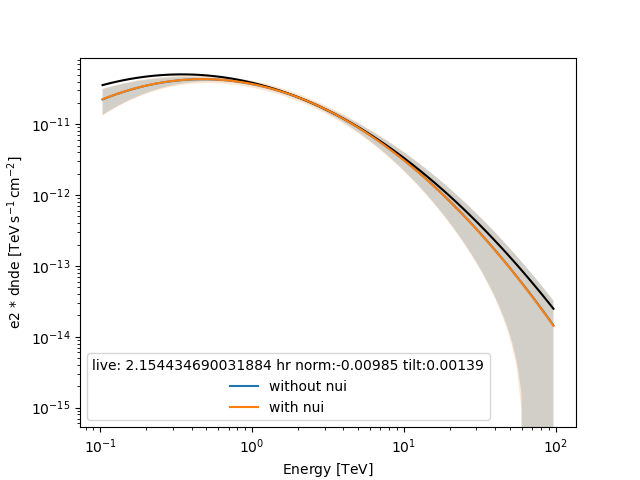 e2 * dnde [TeV s⁻¹ cm⁻²]
10⁻¹¹
10⁻¹²
10⁻¹³
10⁻¹⁴
10⁻¹⁵
live: 2.154434690031884 hr norm:-0.00985 tilt:0.00139
without nui
with nui
10⁻¹ 10⁰ 10¹ 10²
Energy [TeV]